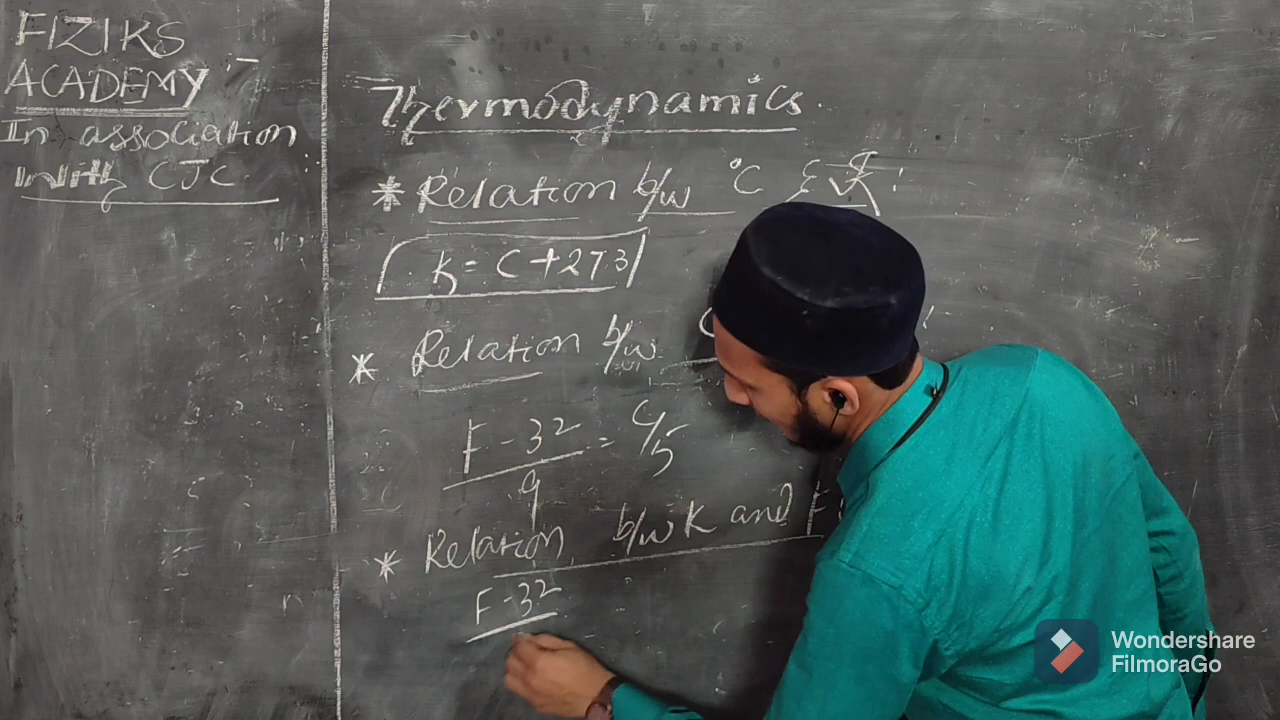 FIZIKS
ACADEMY :-
In association
with CJC
Thermodynamics.
* Relation b/w °C & K :
K = C + 273
* Relation b/w
F - 32 = C/5
9
* Relation b/w K and F
F - 32
Wondershare
FilmoraGo